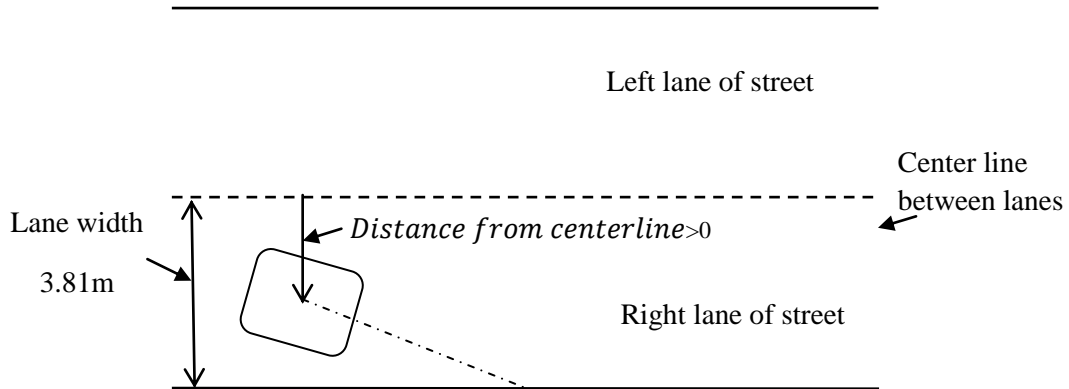 Left lane of street
Center line
between lanes
Lane width
3.81m
Distance from centerline>0
Right lane of street